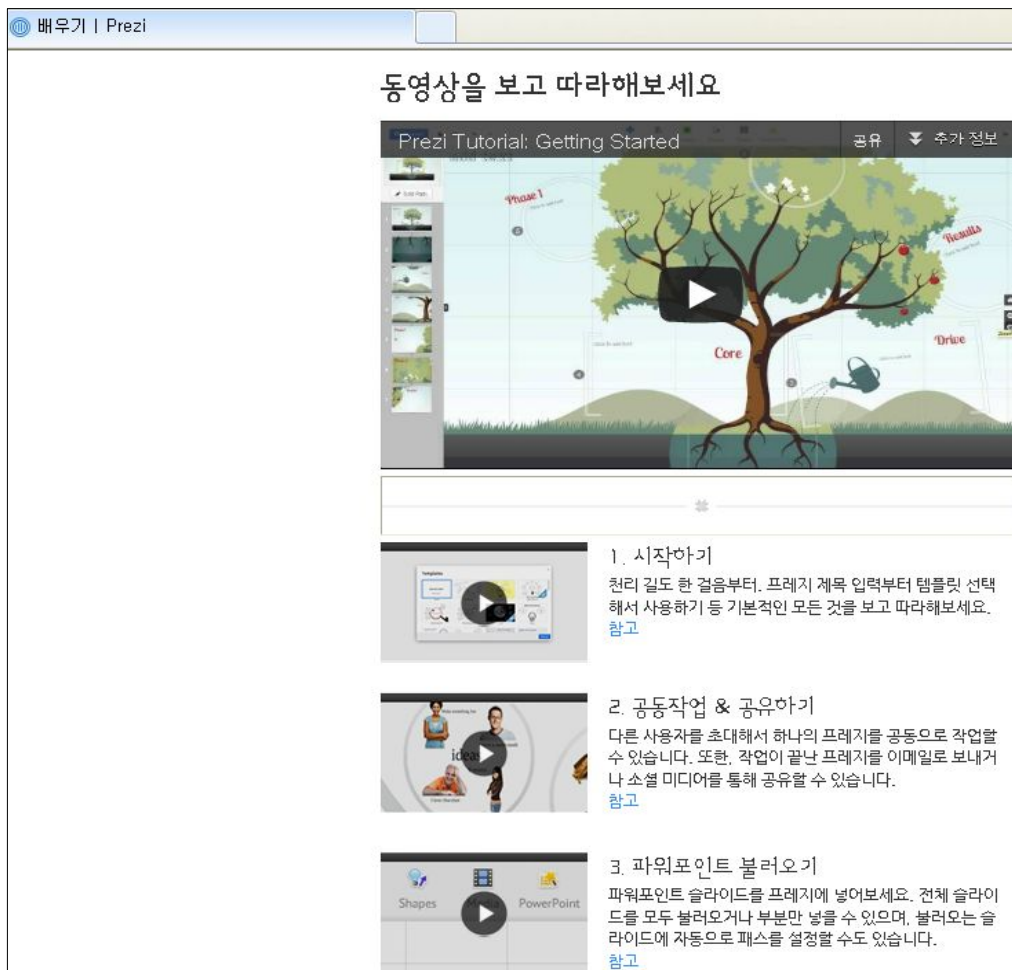 배우기 | Prezi
동영상을 보고 따라해보세요
Prezi Tutorial: Getting Started
공유
추가 정보
Phase 1
Results
Core
Drive
1. 시작하기
천리 길도 한 걸음부터. 프레지 제목 입력부터 템플릿 선택
해서 사용하기 등 기본적인 모든 것을 보고 따라해보세요.
참고
Templates
2. 공동작업 & 공유하기
다른 사용자를 초대해서 하나의 프레지를 공동으로 작업할
수 있습니다. 또한, 작업이 끝난 프레지를 이메일로 보내거
나 소셜 미디어를 통해 공유할 수 있습니다.
참고
ideas
3. 파워포인트 불러오기
파워포인트 슬라이드를 프레지에 넣어보세요. 전체 슬라이
드를 모두 불러오거나 부분만 넣을 수 있으며, 불러오는 슬
라이드에 자동으로 패스를 설정할 수도 있습니다.
참고
Shapes
PowerPoint